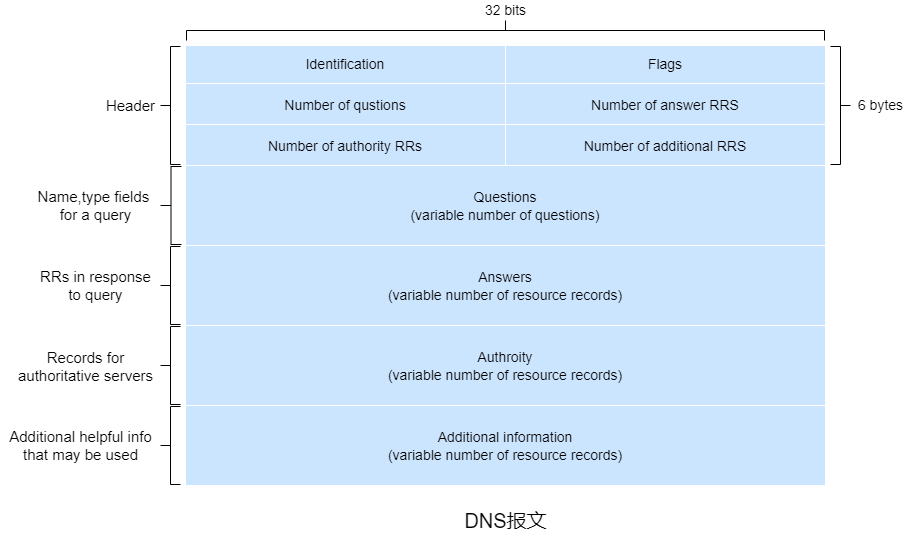 32 bits
Identification
Flags
Header
Number of qustions
Number of answer RRS
6 bytes
Number of authority RRs
Number of additional RRS
Name,type fields
for a query
Questions
(variable number of questions)
RRs in response
to query
Answers
(variable number of resource records)
Records for
authoritative servers
Authroity
(variable number of resource records)
Additional helpful info
that may be used
Additional information
(variable number of resource records)
DNS报文